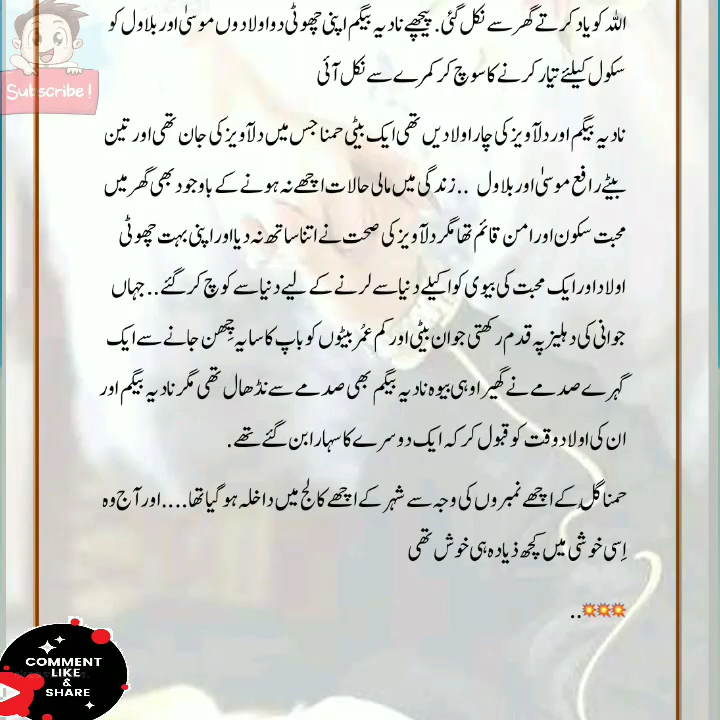 اللہ کو یاد کرتے گھر سے نکل گئی. پیچھے نادیہ بیگم اپنی چھوٹی دو اولادوں موسیٰ اور بلاول کو
سکول کیلئے تیار کرنے کا سوچ کر کمرے سے نکل آئی
نادیہ بیگم اور دلآویز کی چار اولادیں تھی ایک بیٹی حمنا جس میں دلآویز کی جان تھی اور تین
بیٹے رافع موسیٰ اور بلاول ..زندگی میں مالی حالات اچھے نہ ہونے کے باوجود بھی گھر میں
محبت سکون اور امن قائم تھا مگر دلآویز کی صحت نے اتنا ساتھ نہ دیا اور اپنی بہت چھوٹی
اولاد اور ایک محبت کی بیوی کو اکیلے دنیا سے لرنے کے لیے دنیا سے کوچ کر گئے..جہاں
جوانی کی دہلیز پہ قدم رکھتی جوان بیٹی اور کم عمُر بیٹوں کو باپ کا سایہ چِھن جانے سے ایک
گہرے صدمے نے گھیرا وہی بیوہ نادیہ بیگم بھی صدمے سے نڈھال تھی مگر نادیہ بیگم اور
ان کی اولاد وقت کو قبول کر کہ ایک دوسرے کا سہارا بن گئے تھے.
حمنا گل کے اچھے نمبروں کی وجہ سے شہر کے اچھے کالج میں داخلہ ہو گیا تھا....اور آج وہ
اِسی خوشی میں کچھ ذیادہ ہی خوش تھی
💥💥💥..
Subscribe!
COMMENT
LIKE
&
SHARE